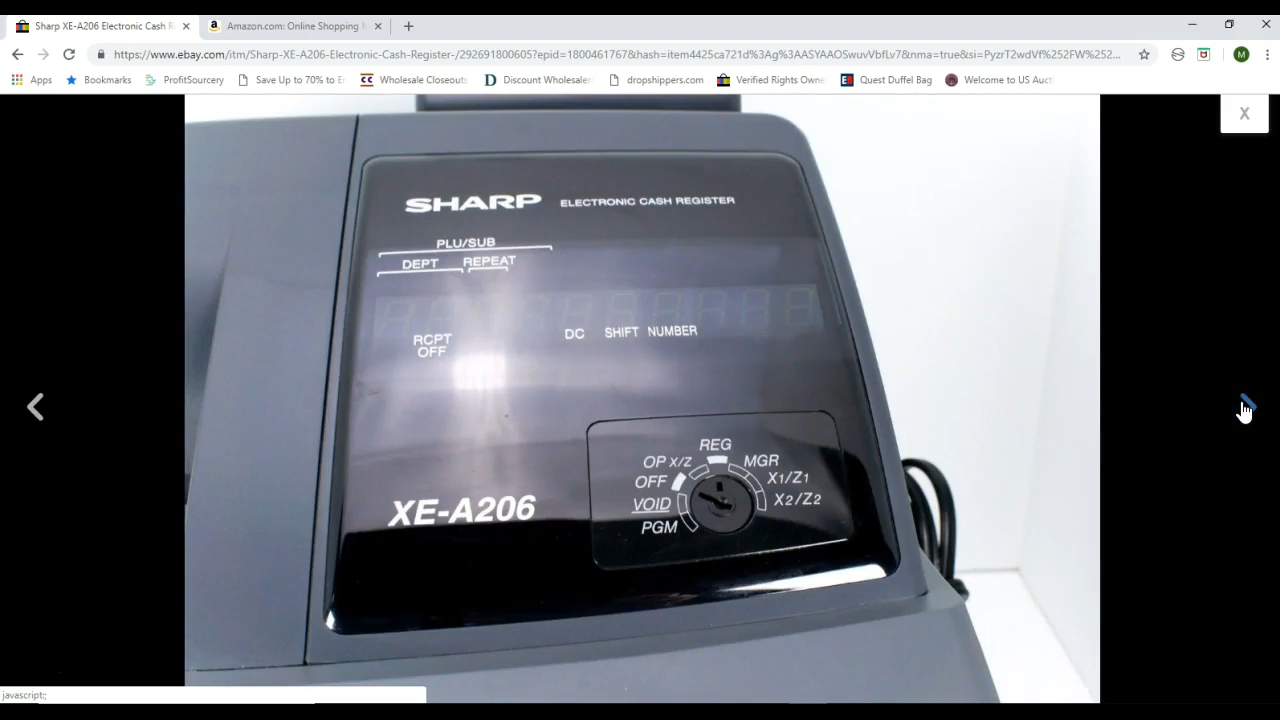 Sharp XE-A206 Electronic Cash R
Amazon.com: Online Shopping
https://www.ebay.com/itm/Sharp-XE-A206-Electronic-Cash-Register-/292691800605?epid=1800461767&hash=item4425ca721d%3Ag%3AASYAAOSwuvVbfLv7&nma=true&si=PyzrT2wdVf%252FW%252...
M
Apps Bookmarks ProfitSourcery Save Up to 70% to Er Wholesale Closeouts Discount Wholesaler dropshippers.com Verified Rights Owne Quest Duffel Bag Welcome to US Aucti
X
SHARP ELECTRONIC CASH REGISTER
PLU/SUB
DEPT REPEAT
RCPT OFF
DC SHIFT NUMBER
REG
OP X/Z MGR
OFF X1/Z1
VOID X2/Z2
PGM
XE-A206
javascript:;